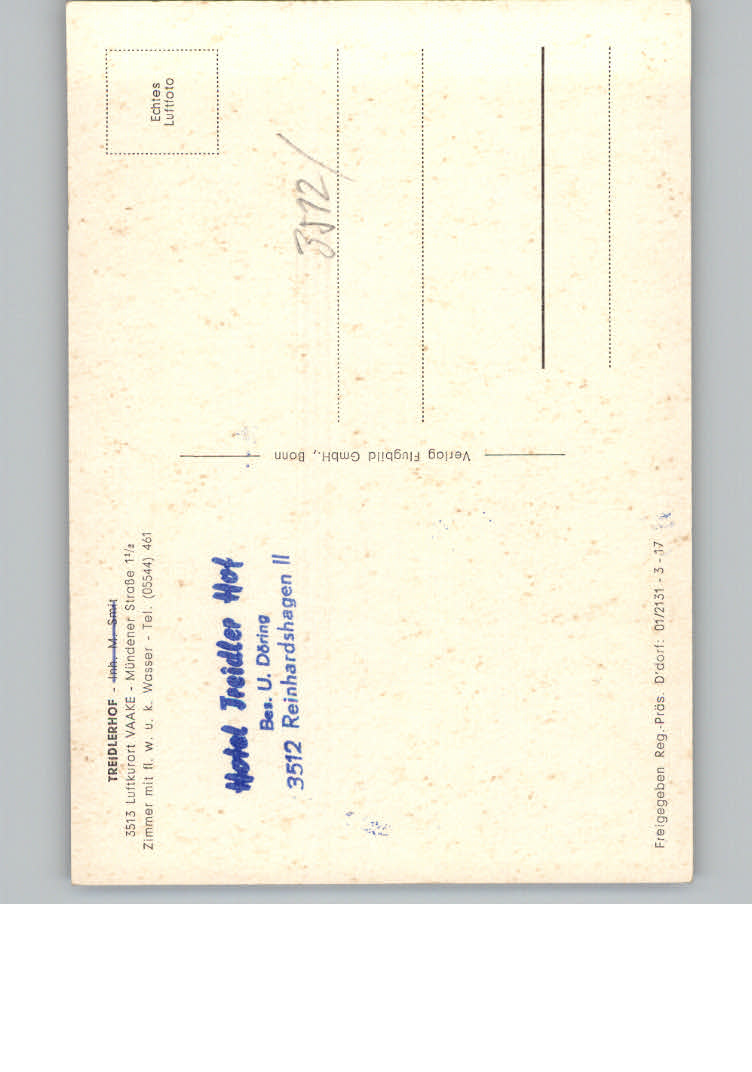 TREIDLERHOF - Inh. M. Smit
3513 Luftkurort VAAKE - Mündener Straße 1¹/₂
Zimmer mit fl. w. u. k. Wasser - Tel. (05544) 461
Hotel Treidler Hof
Bes. U. Döring
3512 Reinhardshagen II
Freigegeben Reg.-Präs. D'dorf: 01/2131 - 3 - 17
Verlag Flugbild GmbH., Bonn
Echtes
Luftfoto
3512/